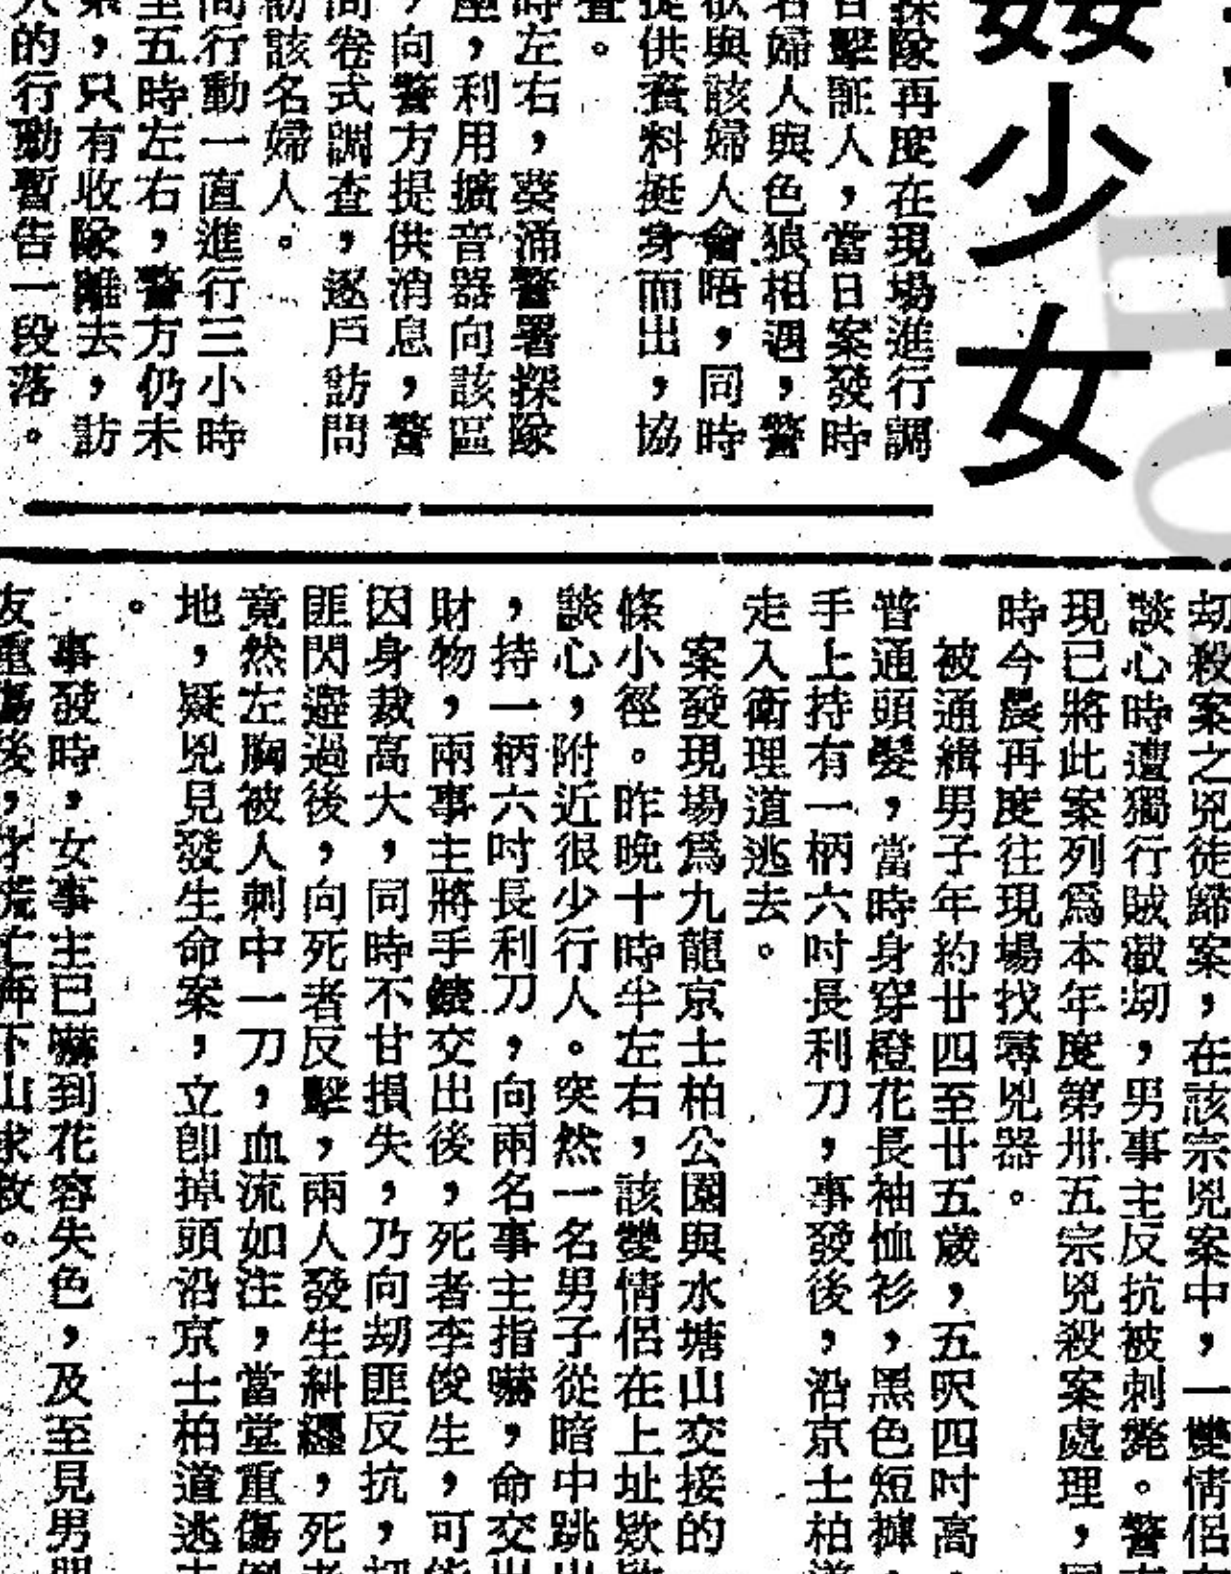 姦少女
探隊再度在現場進行調
目擊証人，當日案發時
名婦人與色狼相遇，警
欲與該婦人會晤，同時
提供資料挺身而出，協
查。
時左右，葵涌警署探隊
座，利用擴音器向該區
，向警方提供消息，警
問卷式調查，逐戶訪問
訪該名婦人。
行動一直進行三小時
至五時左右，警方仍未
，只有收隊離去，訪
人的行動暫告一段落。
劫殺案之兇徒歸案，在該宗兇案中，一雙情侶
談心時遭獨行賊截劫，男事主反抗被刺斃。警
現已將此案列爲本年度第卅五宗兇殺案處理，
時今晨再度往現場找尋兇器。
被通緝男子年約廿四至廿五歲，五呎四吋高
普通頭髮，當時身穿橙花長袖恤衫，黑色短褲
手上持有一柄六吋長利刀，事發後，沿京士柏道
走入衛理道逃去。
案發現場爲九龍京士柏公園與水塘山交接的
條小徑。昨晚十時半左右，該雙情侶在上址
談心，附近很少行人。突然一名男子從暗中跳出
，持一柄六吋長利刀，向兩名事主指嚇，命交出
財物，兩事主將手鐐交出後，死者李俊生，可能
因身裁高大，同時不甘損失，乃向劫匪反抗，
匪閃避過後，向死者反擊，兩人發生糾纒，死者
竟然左胸被人刺中一刀，血流如注，當堂重傷倒
地，疑兇見發生命案，立卽掉頭沿京士柏道逃去
。
事發時，女事主已嚇到花容失色，及至見男朋
友重傷後，才慌忙奔下山求救。